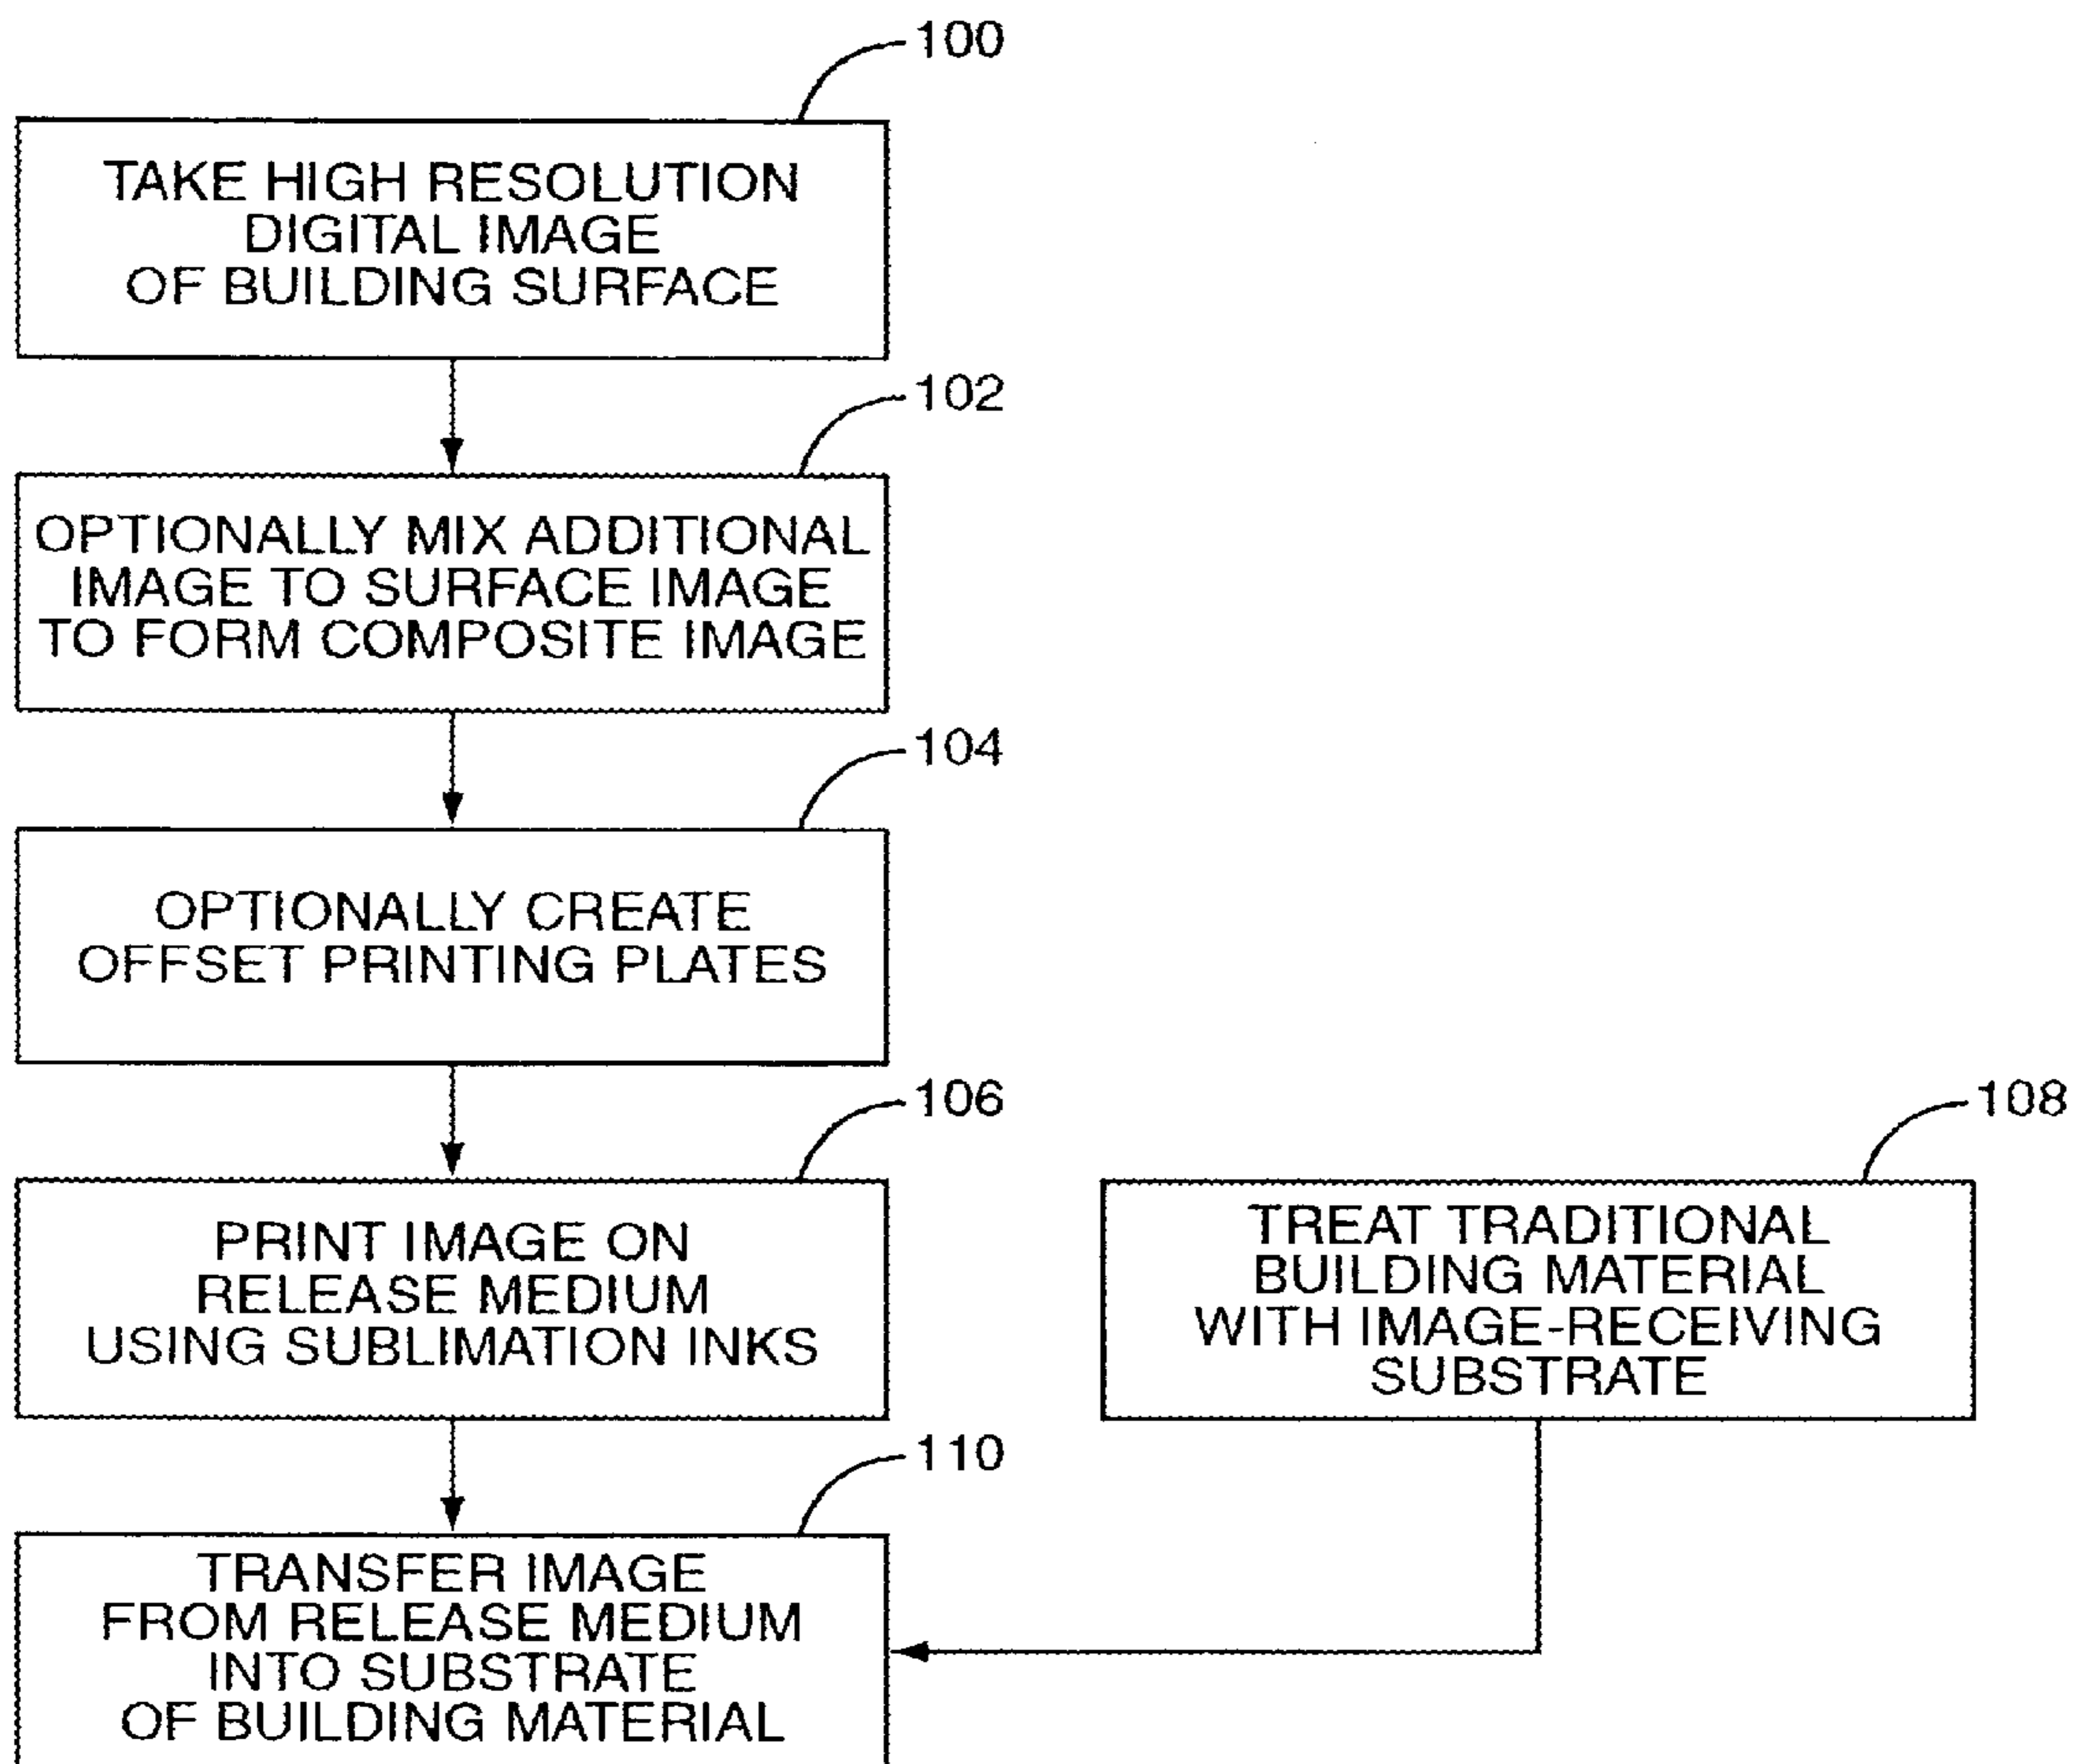 100
TAKE HIGH RESOLUTION
DIGITAL IMAGE
OF BUILDING SURFACE
102
OPTIONALLY MIX ADDITIONAL
IMAGE TO SURFACE IMAGE
TO FORM COMPOSITE IMAGE
104
OPTIONALLY CREATE
OFFSET PRINTING PLATES
106
PRINT IMAGE ON
RELEASE MEDIUM
USING SUBLIMATION INKS
108
TREAT TRADITIONAL
BUILDING MATERIAL
WITH IMAGE-RECEIVING
SUBSTRATE
110
TRANSFER IMAGE
FROM RELEASE MEDIUM
INTO SUBSTRATE
OF BUILDING MATERIAL